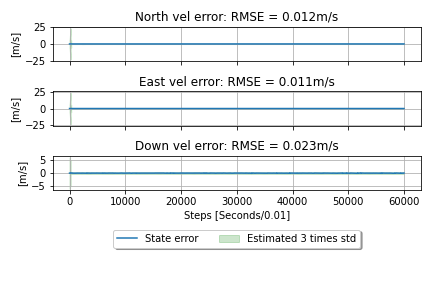 North vel error: RMSE = 0.012m/s
25
0
-25
[m/s]
East vel error: RMSE = 0.011m/s
25
0
-25
[m/s]
Down vel error: RMSE = 0.023m/s
5
0
-5
[m/s]
0 10000 20000 30000 40000 50000 60000
Steps [Seconds/0.01]
State error Estimated 3 times std